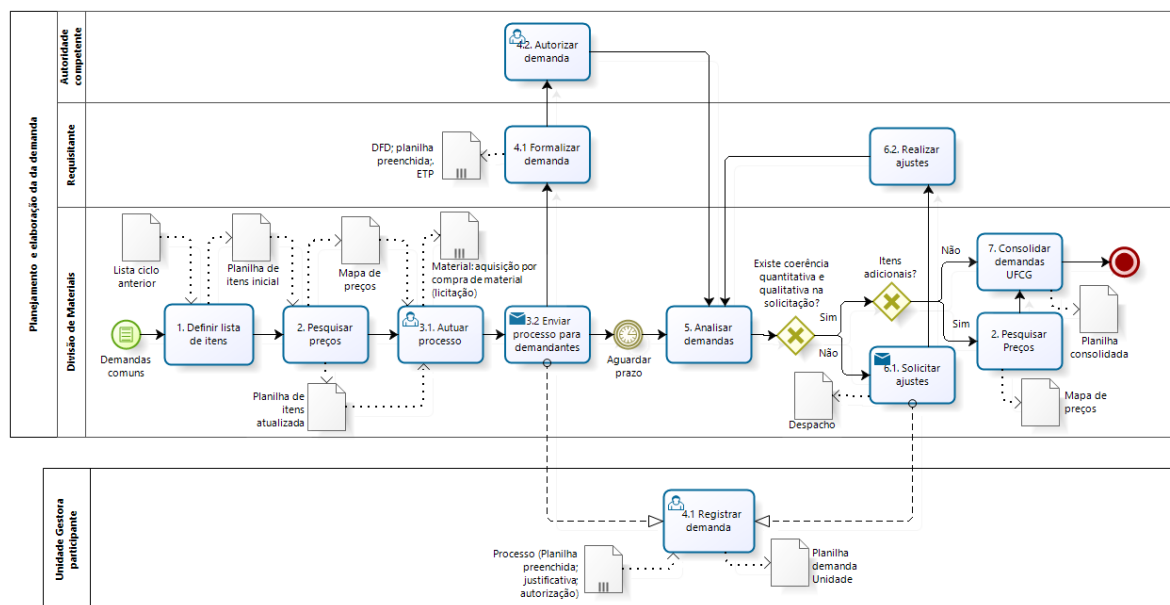 Planejamento e elaboração da da demanda
Autoridade
competente
4.2. Autorizar
demanda
Requisitante
DFD; planilha
preenchida;.
ETP
4.1 Formalizar
demanda
6.2. Realizar
ajustes
Divisão de Materiais
Lista ciclo
anterior
Planilha de
itens inicial
Mapa de
preços
Material: aquisição por
compra de material
(licitação)
Existe coerência
quantitativa e
qualitativa na
solicitação?
Itens
adicionais?
Não
7. Consolidar
demandas
UFCG
Demandas
comuns
1. Definir lista
de itens
2. Pesquisar
preços
3.1. Autuar
processo
3.2 Enviar
processo para
demandantes
Aguardar
prazo
5. Analisar
demandas
Sim
Não
Sim
2. Pesquisar
Preços
Planilha
consolidada
6.1. Solicitar
ajustes
Planilha de
itens
atualizada
Despacho
Mapa de
preços
Unidade Gestora
participante
4.1 Registrar
demanda
Processo (Planilha
preenchida;
justificativa;
autorização)
Planilha
demanda
Unidade